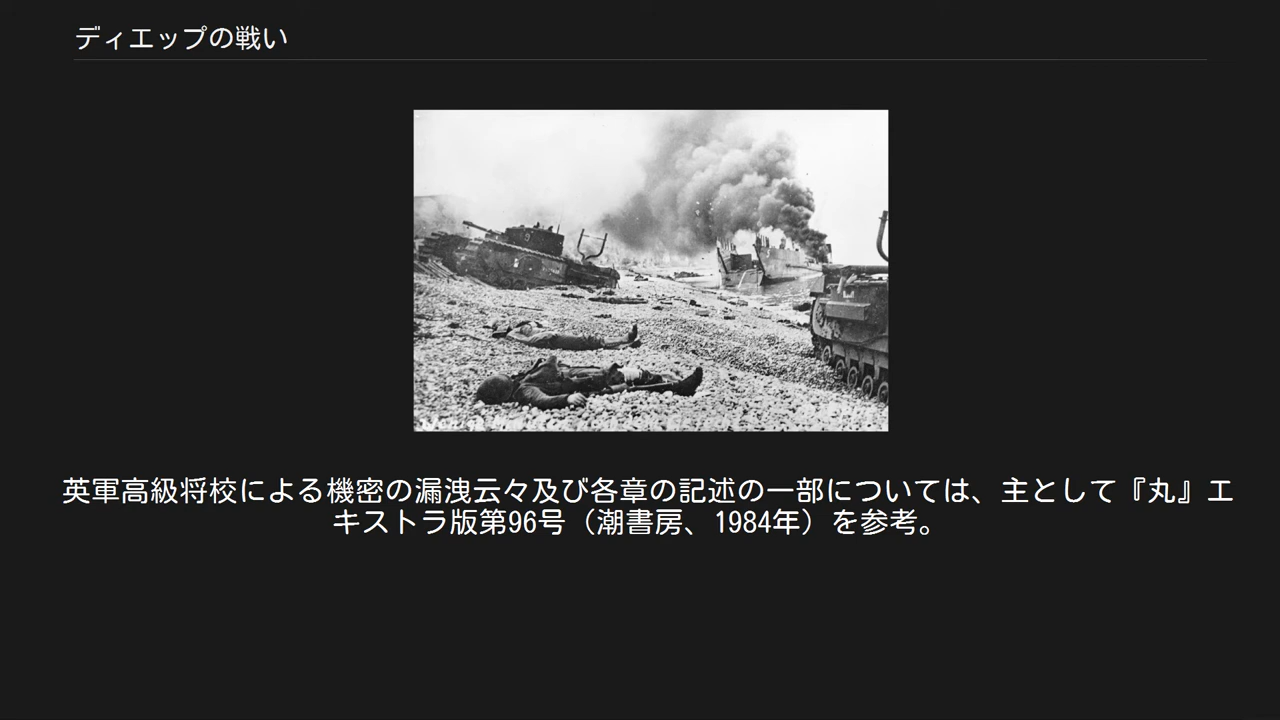 ディエップの戦い
英軍高級将校による機密の漏洩云々及び各章の記述の一部については、主として『丸』エ
キストラ版第96号（潮書房、1984年）を参考。